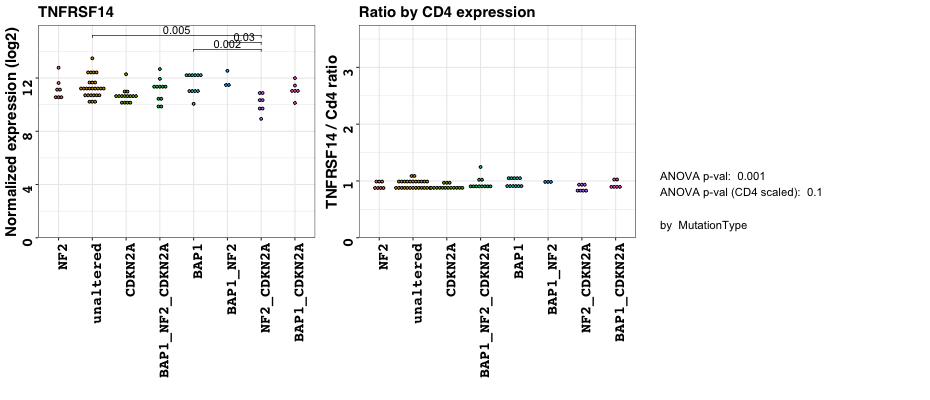 TNFRSF14
Normalized expression (log2)
0
4
8
12
0.005
0.03
0.002
NF2
unaltered
CDKN2A
BAP1_NF2_CDKN2A
BAP1
BAP1_NF2
NF2_CDKN2A
BAP1_CDKN2A
Ratio by CD4 expression
TNFRSF14 / Cd4 ratio
0
1
2
3
NF2
unaltered
CDKN2A
BAP1_NF2_CDKN2A
BAP1
BAP1_NF2
NF2_CDKN2A
BAP1_CDKN2A
ANOVA p-val: 0.001
ANOVA p-val (CD4 scaled): 0.1
by MutationType